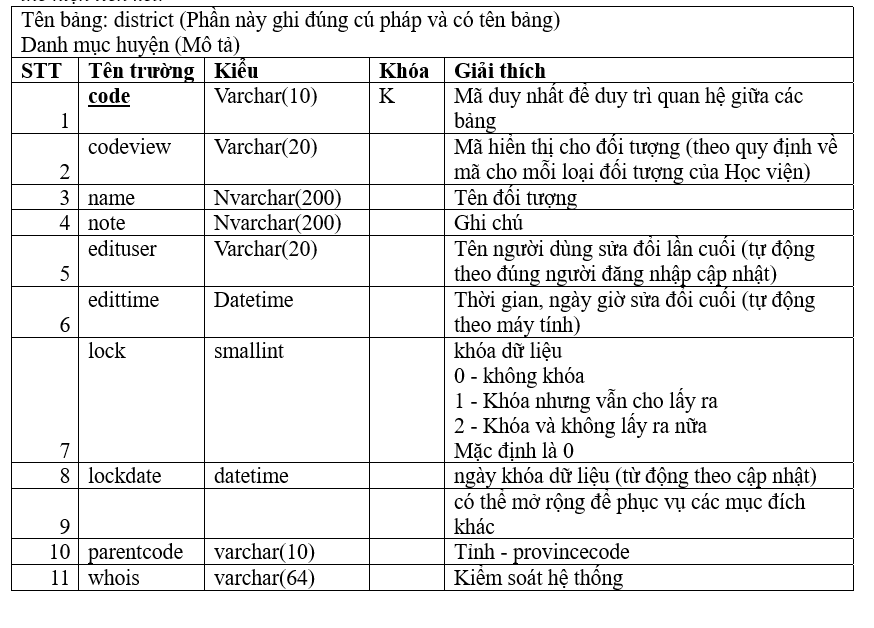 Tên bảng: district (Phần này ghi đúng cú pháp và có tên bảng)
Danh mục huyện (Mô tả)
STT Tên trường Kiểu Khóa Giải thích
1 code Varchar(10) K Mã duy nhất để duy trì quan hệ giữa các
bảng
2 codeview Varchar(20) Mã hiển thị cho đối tượng (theo quy định về
mã cho mỗi loại đối tượng của Học viện)
3 name Nvarchar(200) Tên đối tượng
4 note Nvarchar(200) Ghi chú
5 edituser Varchar(20) Tên người dùng sửa đổi lần cuối (tự động
theo đúng người đăng nhập cập nhật)
6 edittime Datetime Thời gian, ngày giờ sửa đổi cuối (tự động
theo máy tính)
7 lock smallint khóa dữ liệu
0 - không khóa
1 - Khóa nhưng vẫn cho lấy ra
2 - Khóa và không lấy ra nữa
Mặc định là 0
8 lockdate datetime ngày khóa dữ liệu (từ động theo cập nhật)
9 có thể mở rộng để phục vụ các mục đích
khác
10 parentcode varchar(10) Tỉnh - provincecode
11 whois varchar(64) Kiểm soát hệ thống